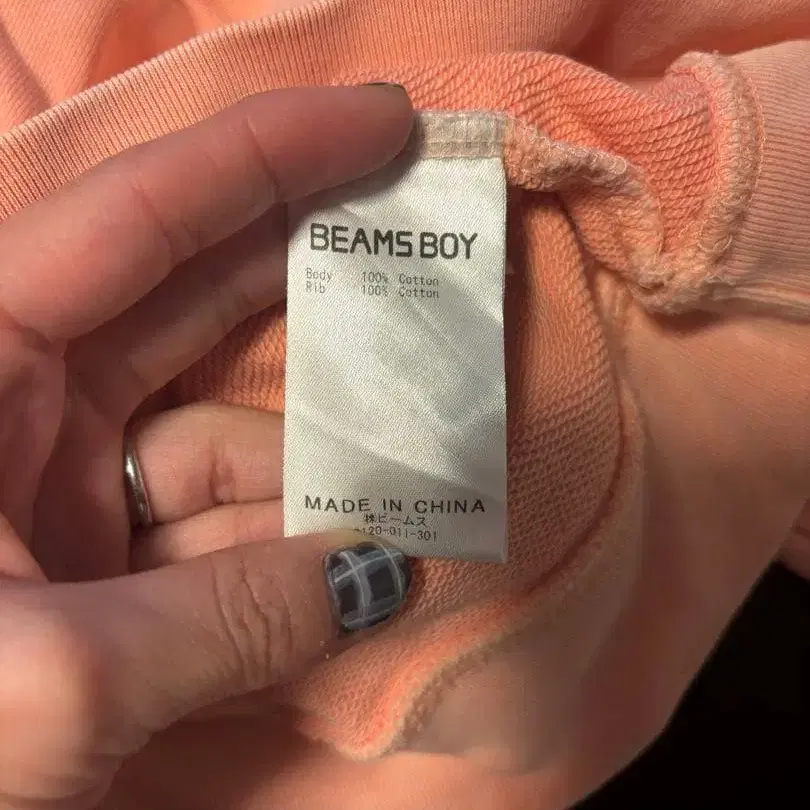 BEAMS BOY
Body 100% Cotton
Rib 100% Cotton
MADE IN CHINA
㈱ビームス
0120-011-301